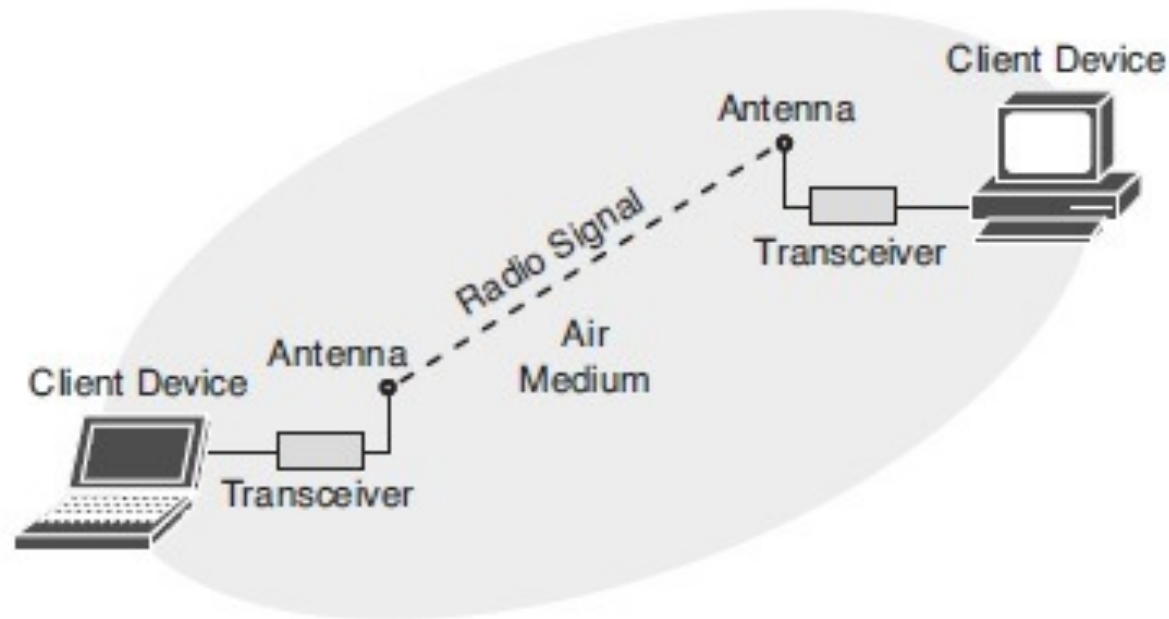 Client Device
Antenna
Transceiver
Radio Signal
Air
Medium
Antenna
Client Device
Transceiver